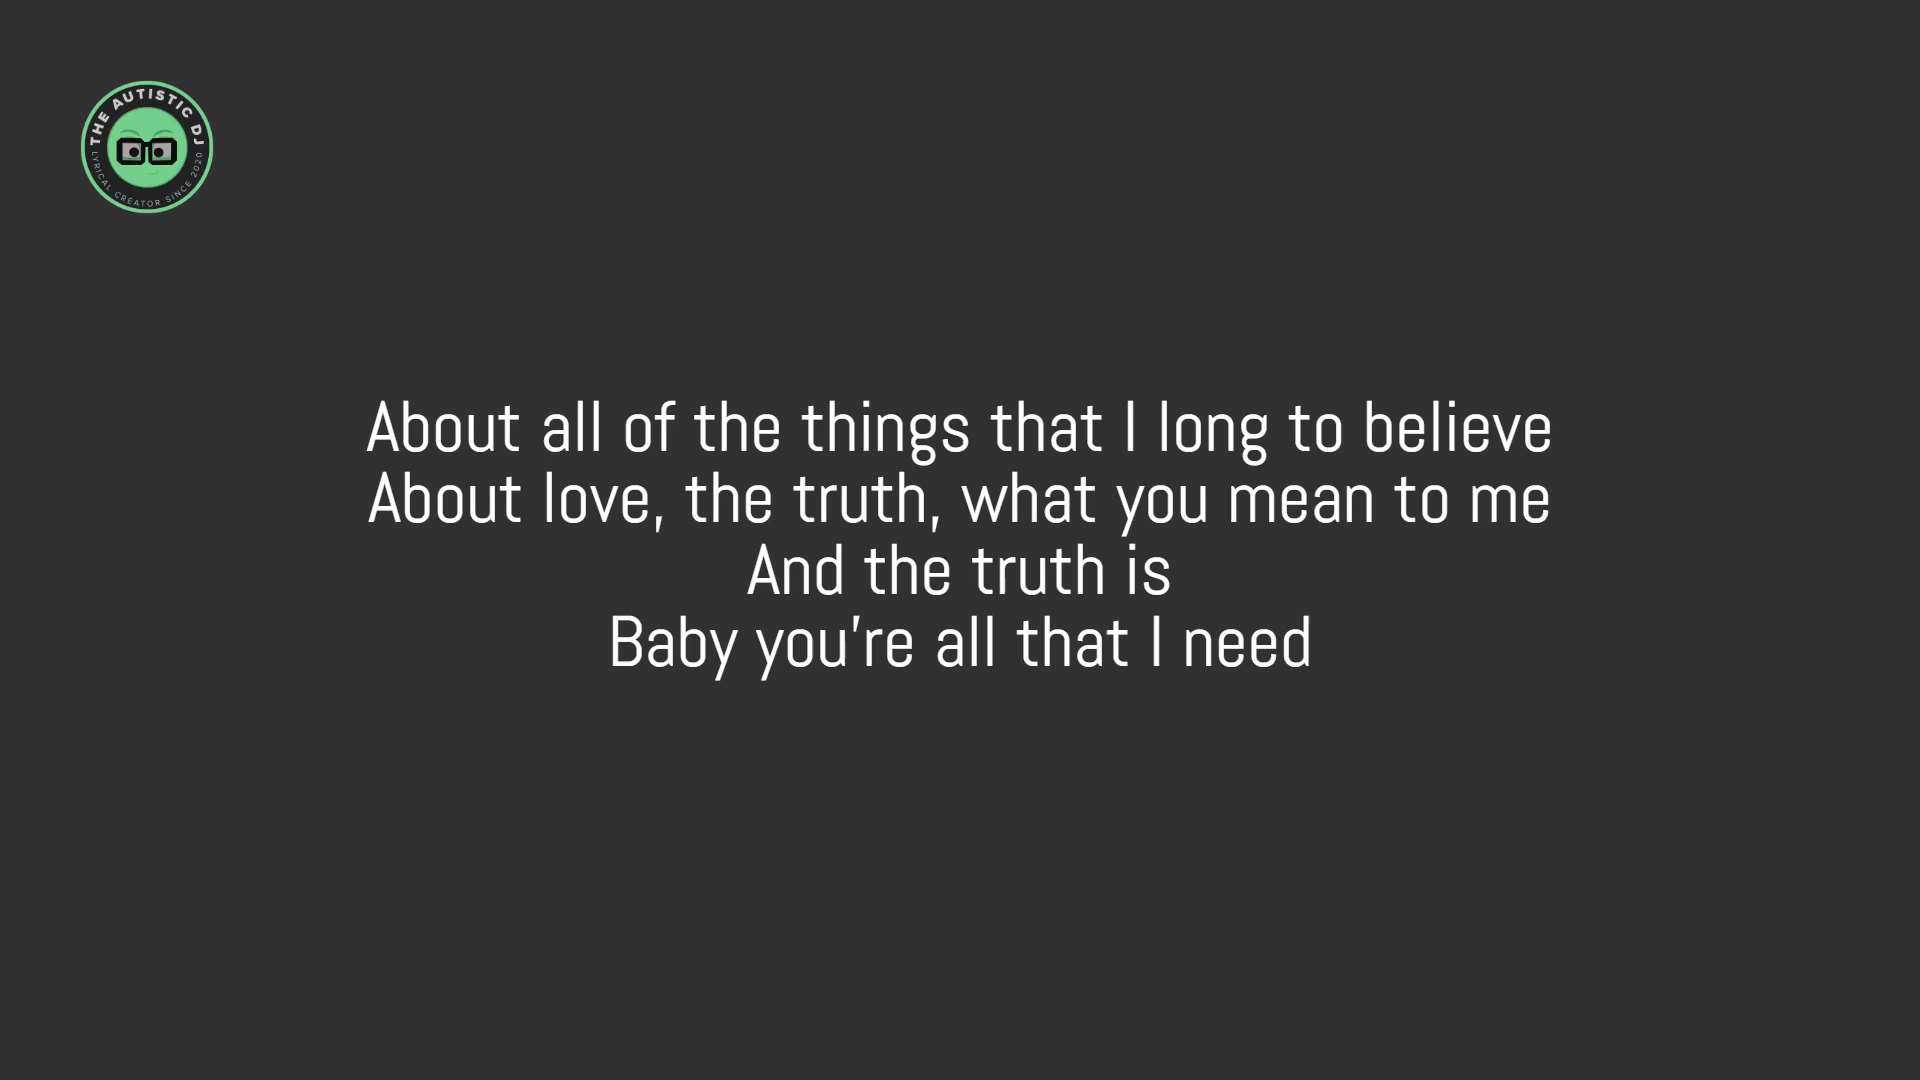 THE AUTISTIC DJ
LYRICAL CREATOR SINCE 2020
About all of the things that I long to believe
About love, the truth, what you mean to me
And the truth is
Baby you're all that I need